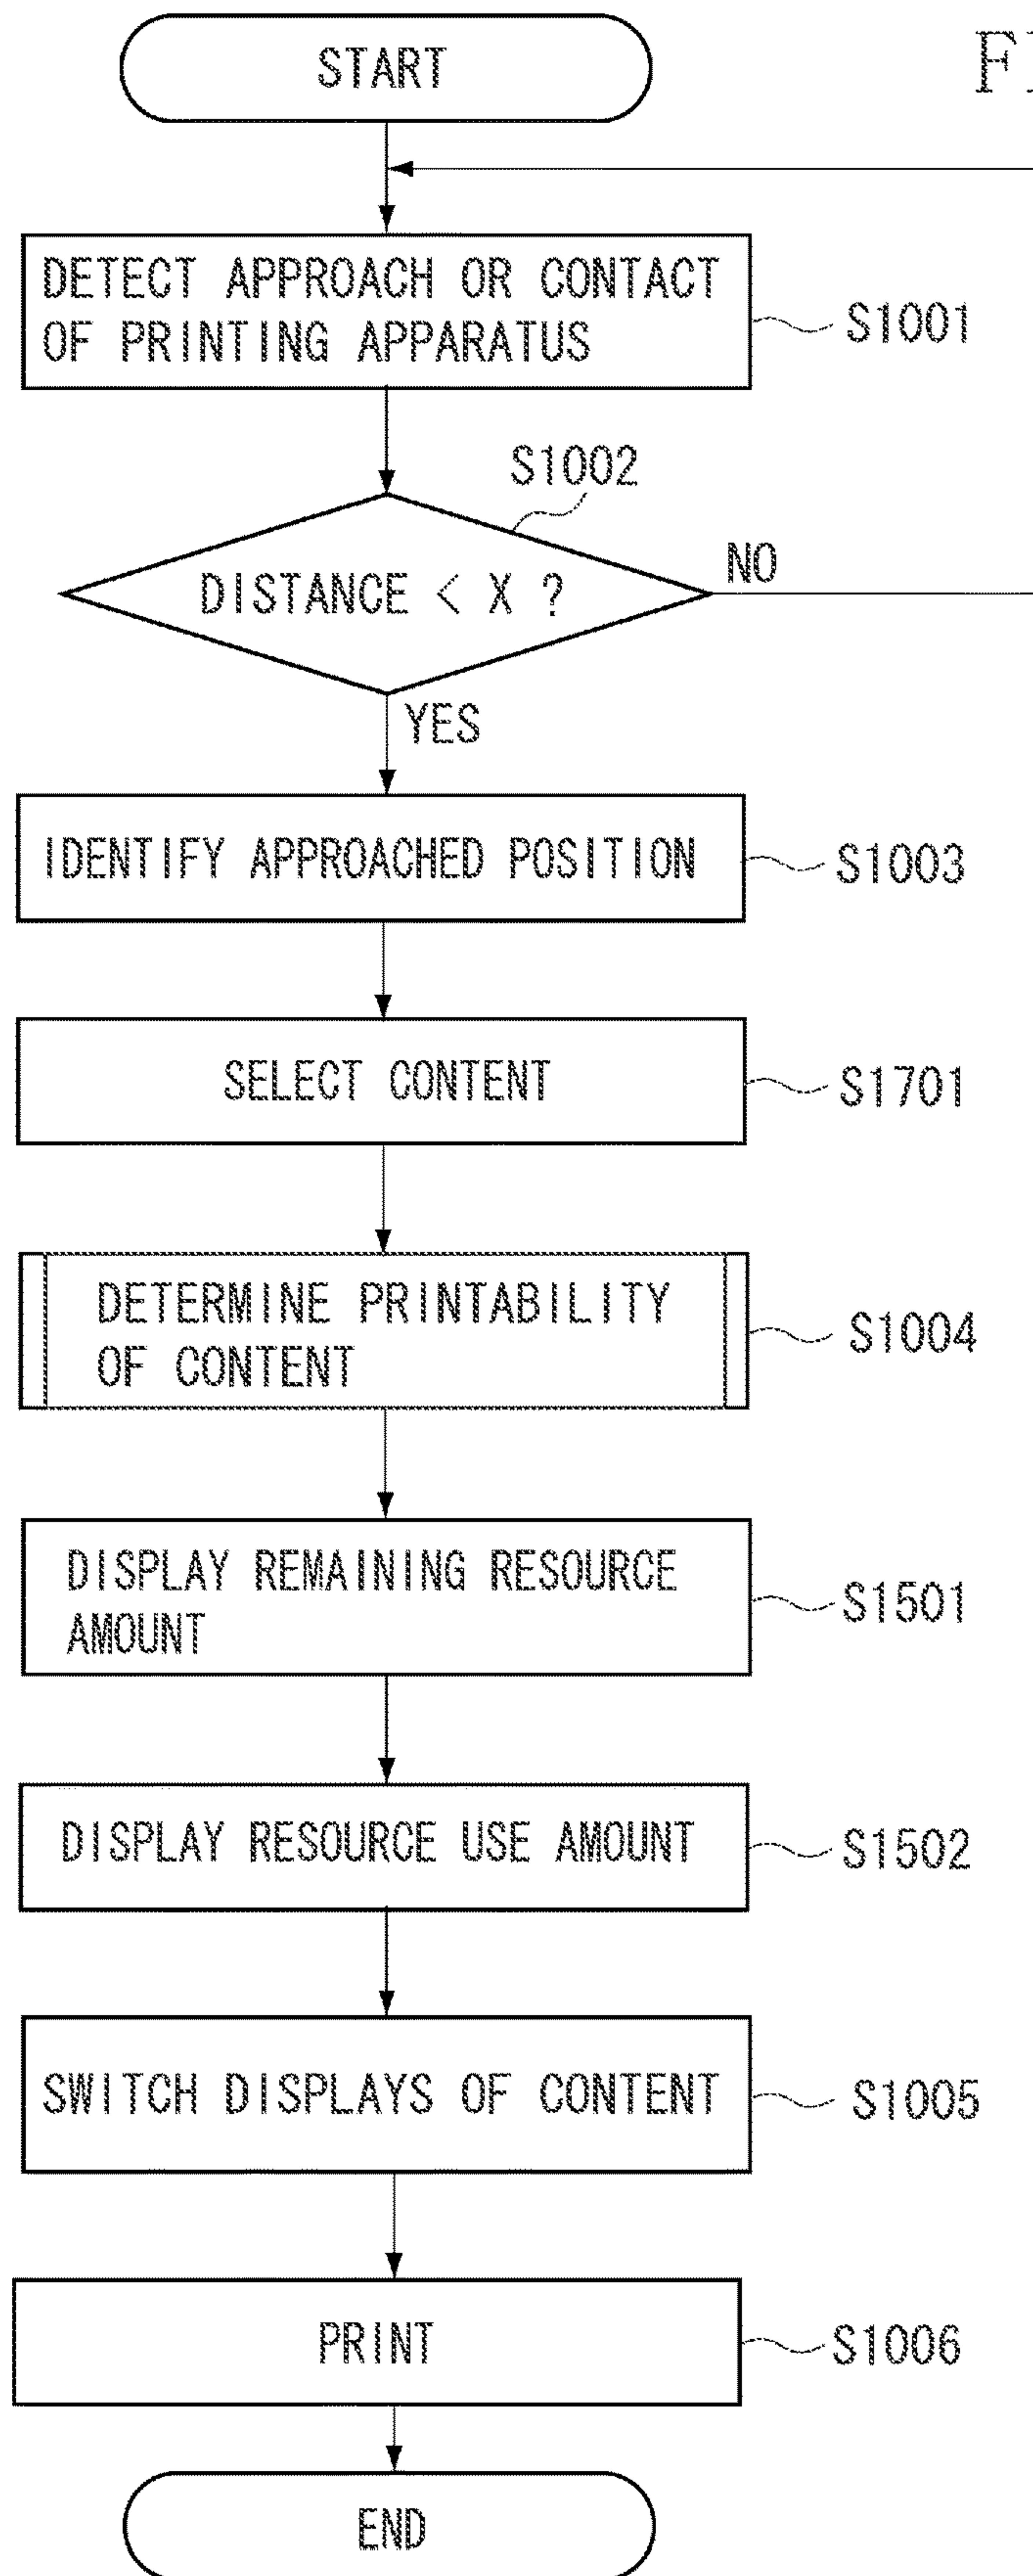 START
DETECT APPROACH OR CONTACT
OF PRINTING APPARATUS
S1001
S1002
DISTANCE < X ?
NO
YES
IDENTIFY APPROACHED POSITION
S1003
SELECT CONTENT
S1701
DETERMINE PRINTABILITY
OF CONTENT
S1004
DISPLAY REMAINING RESOURCE
AMOUNT
S1501
DISPLAY RESOURCE USE AMOUNT
S1502
SWITCH DISPLAYS OF CONTENT
S1005
PRINT
S1006
END